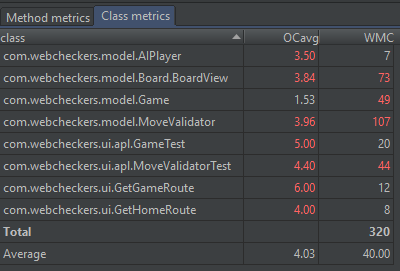 Method metrics Class metrics
class OCavg WMC
com.webcheckers.model.AIPlayer 3.50 7
com.webcheckers.model.Board.BoardView 3.84 73
com.webcheckers.model.Game 1.53 49
com.webcheckers.model.MoveValidator 3.96 107
com.webcheckers.ui.apl.GameTest 5.00 20
com.webcheckers.ui.apl.MoveValidatorTest 4.40 44
com.webcheckers.ui.GetGameRoute 6.00 12
com.webcheckers.ui.GetHomeRoute 4.00 8
Total 320
Average 4.03 40.00